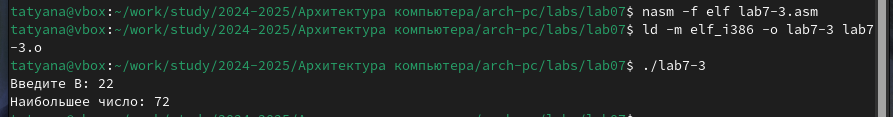 tatyana@vbox:~/work/study/2024-2025/Архитектура компьютера/arch-pc/labs/lab07$ nasm -f elf lab7-3.asm
tatyana@vbox:~/work/study/2024-2025/Архитектура компьютера/arch-pc/labs/lab07$ ld -m elf_i386 -o lab7-3 lab7
-3.o
tatyana@vbox:~/work/study/2024-2025/Архитектура компьютера/arch-pc/labs/lab07$ ./lab7-3
Введите B: 22
Наибольшее число: 72